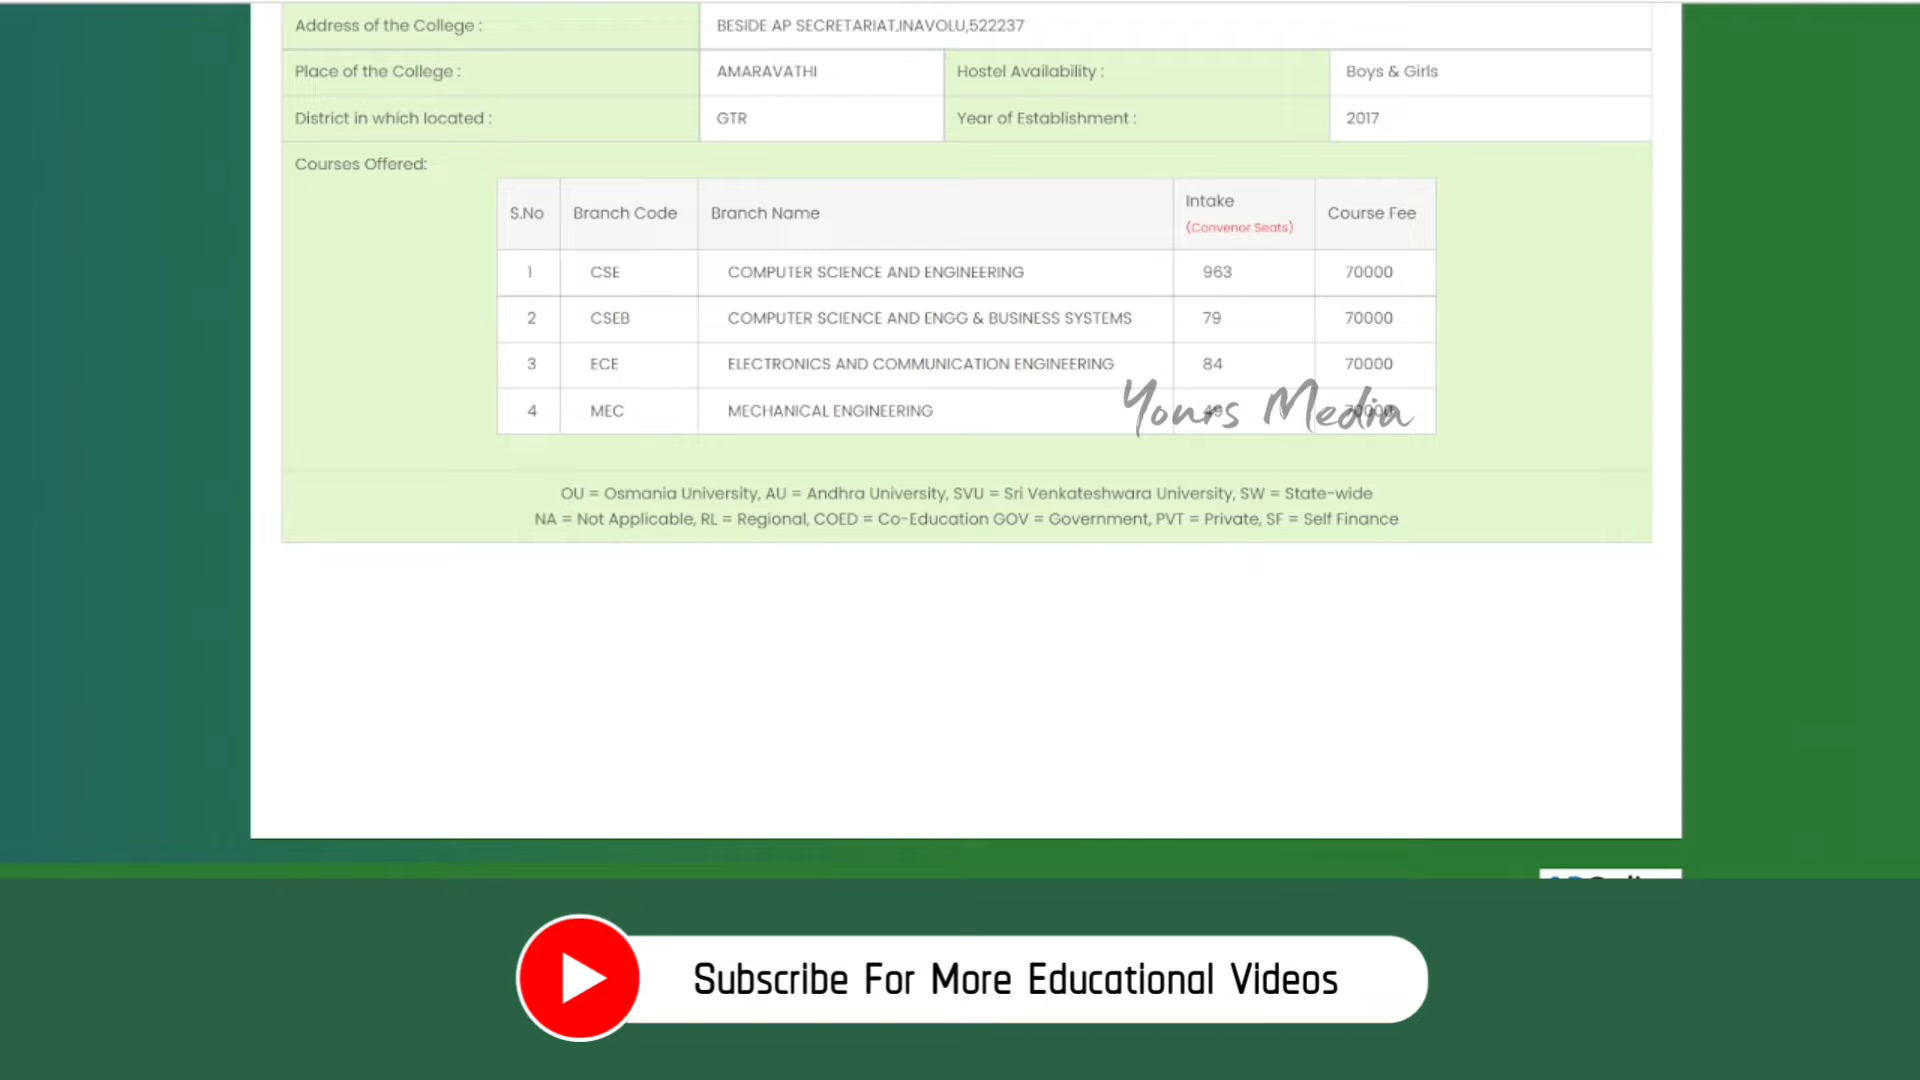 Address of the College : BESIDE AP SECRETARIAT,INAVOLU,522237
Place of the College : AMARAVATHI Hostel Availability : Boys & Girls
District in which located : GTR Year of Establishment : 2017
Courses Offered:
S.No Branch Code Branch Name Intake (Convenor Seats) Course Fee
1 CSE COMPUTER SCIENCE AND ENGINEERING 963 70000
2 CSEB COMPUTER SCIENCE AND ENGG & BUSINESS SYSTEMS 79 70000
3 ECE ELECTRONICS AND COMMUNICATION ENGINEERING 84 70000
4 MEC MECHANICAL ENGINEERING 70000
Yours Media
OU = Osmania University, AU = Andhra University, SVU = Sri Venkateshwara University, SW = State-wide
NA = Not Applicable, RL = Regional, COED = Co-Education GOV = Government, PVT = Private, SF = Self Finance
Subscribe For More Educational Videos